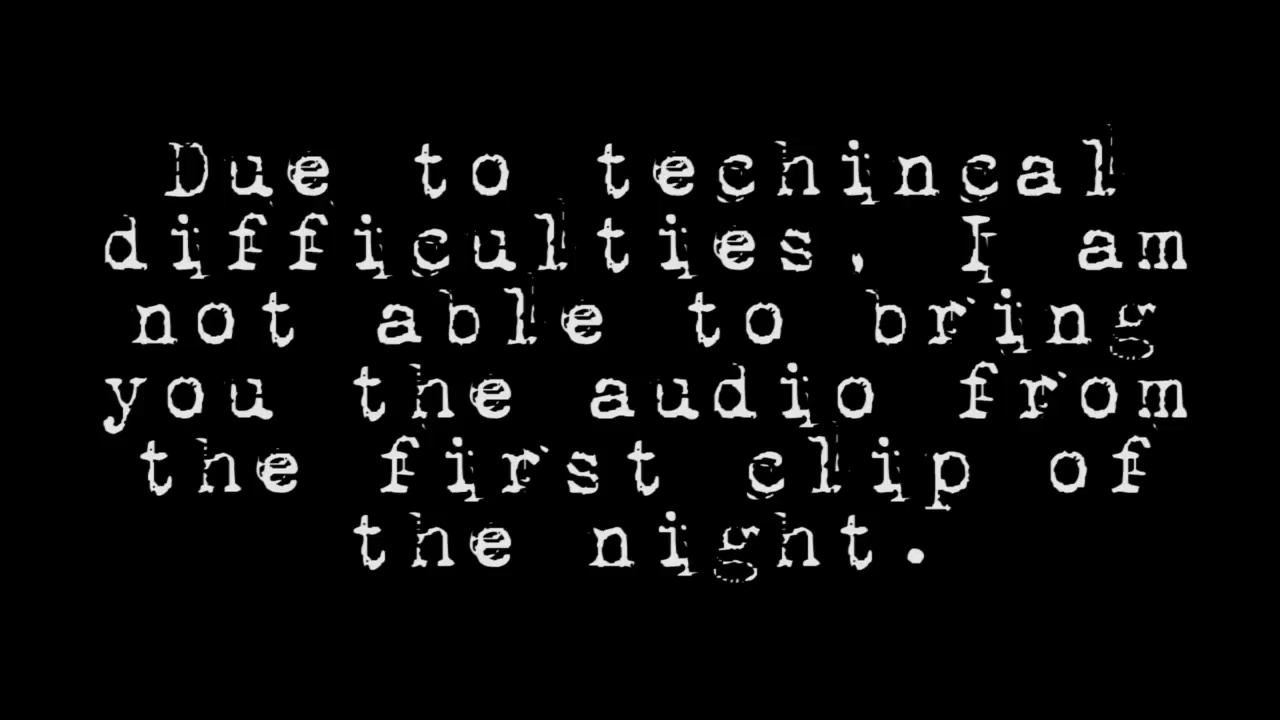 Due to techincal
difficulties, I am
not able to bring
you the audio from
the first clip of
the night.